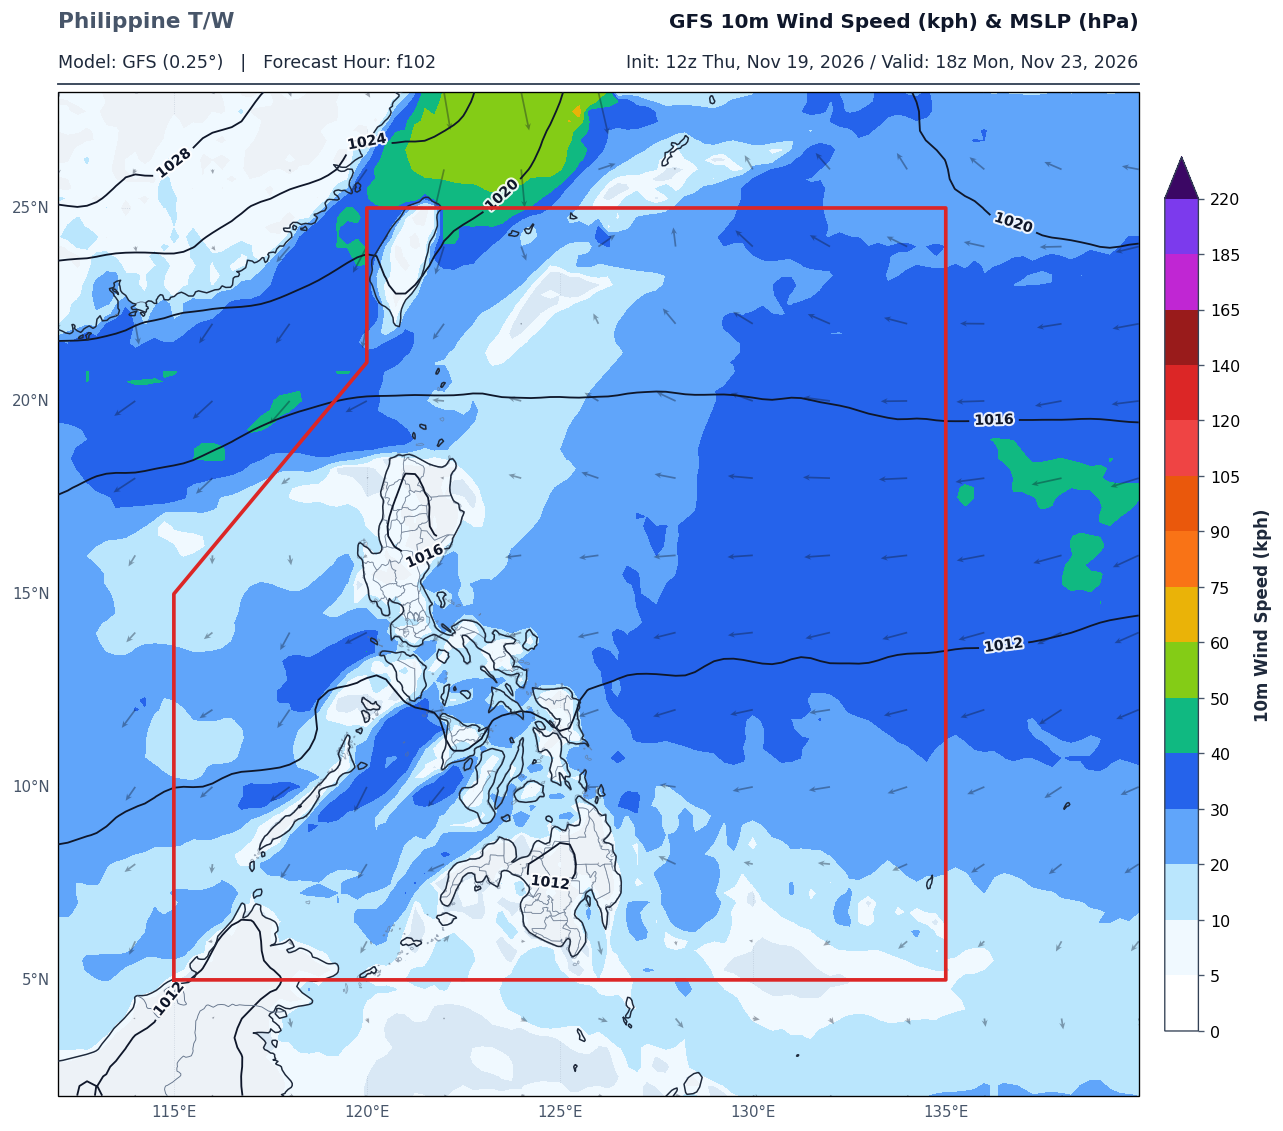 Philippine T/W
GFS 10m Wind Speed (kph) & MSLP (hPa)
Model: GFS (0.25°) | Forecast Hour: f102
Init: 12z Thu, Nov 19, 2026 / Valid: 18z Mon, Nov 23, 2026
1028
1024
1020
1020
1016
1016
1012
1012
1012
25°N
20°N
15°N
10°N
5°N
115°E
120°E
125°E
130°E
135°E
220
185
165
140
120
105
90
75
60
50
40
30
20
10
5
0
10m Wind Speed (kph)